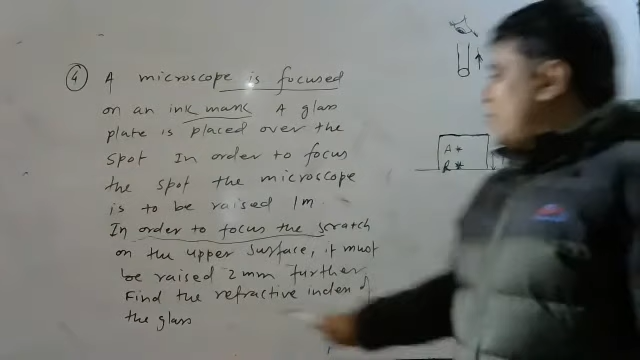 4
A microscope is focused
on an ink mark A glass
plate is placed over the
spot In order to focus
the spot the microscope
is to be raised 1m.
In order to focus the scratch
on the upper surface, it must
be raised 2mm further.
Find the refractive index of
the glass
A *
R *